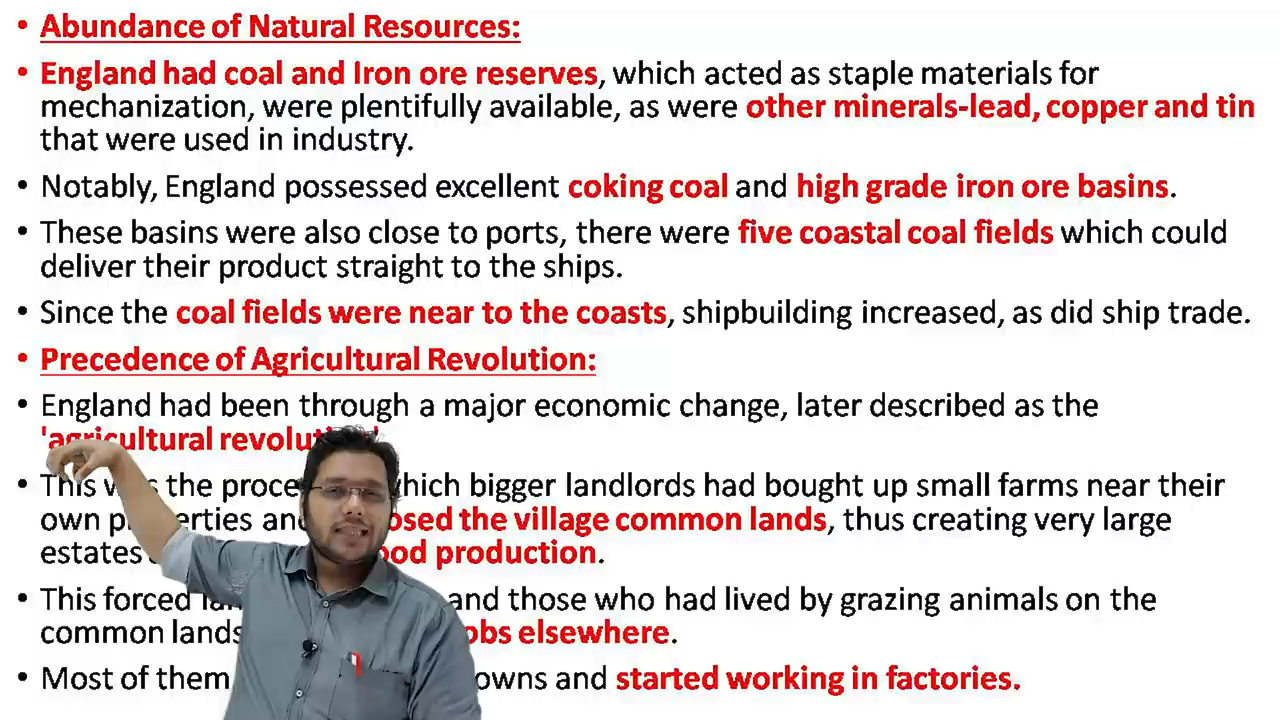 • Abundance of Natural Resources:
• England had coal and Iron ore reserves, which acted as staple materials for
mechanization, were plentifully available, as were other minerals-lead, copper and tin
that were used in industry.
• Notably, England possessed excellent coking coal and high grade iron ore basins.
• These basins were also close to ports, there were five coastal coal fields which could
deliver their product straight to the ships.
• Since the coal fields were near to the coasts, shipbuilding increased, as did ship trade.
• Precedence of Agricultural Revolution:
• England had been through a major economic change, later described as the
'agricultural revolution'
• This was the which bigger landlords had bought up small farms near their
own the village common lands, thus creating very large
estates production.
• This forced and those who had lived by grazing animals on the
common lands elsewhere.
• Most of them and started working in factories.